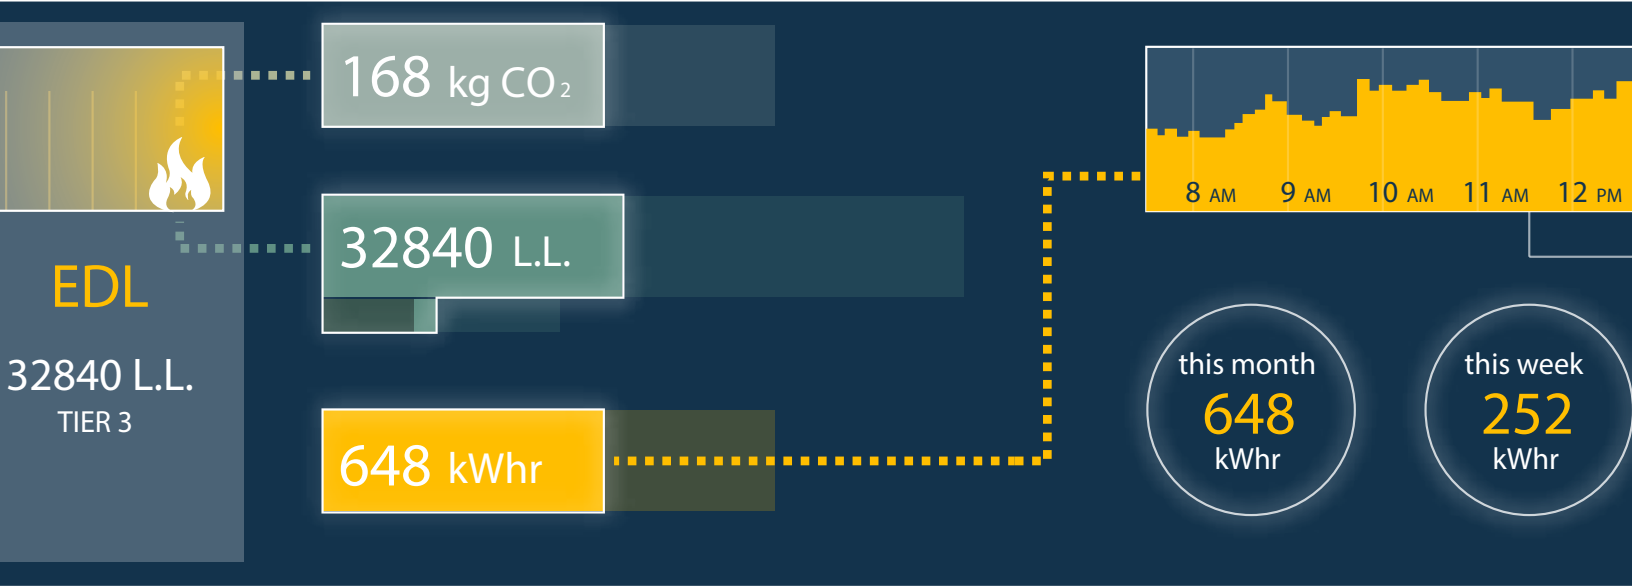 EDL
32840 L.L.
TIER 3
168 kg CO₂
32840 L.L.
648 kWhr
8 AM 9 AM 10 AM 11 AM 12 PM
this month
648
kWhr
this week
252
kWhr